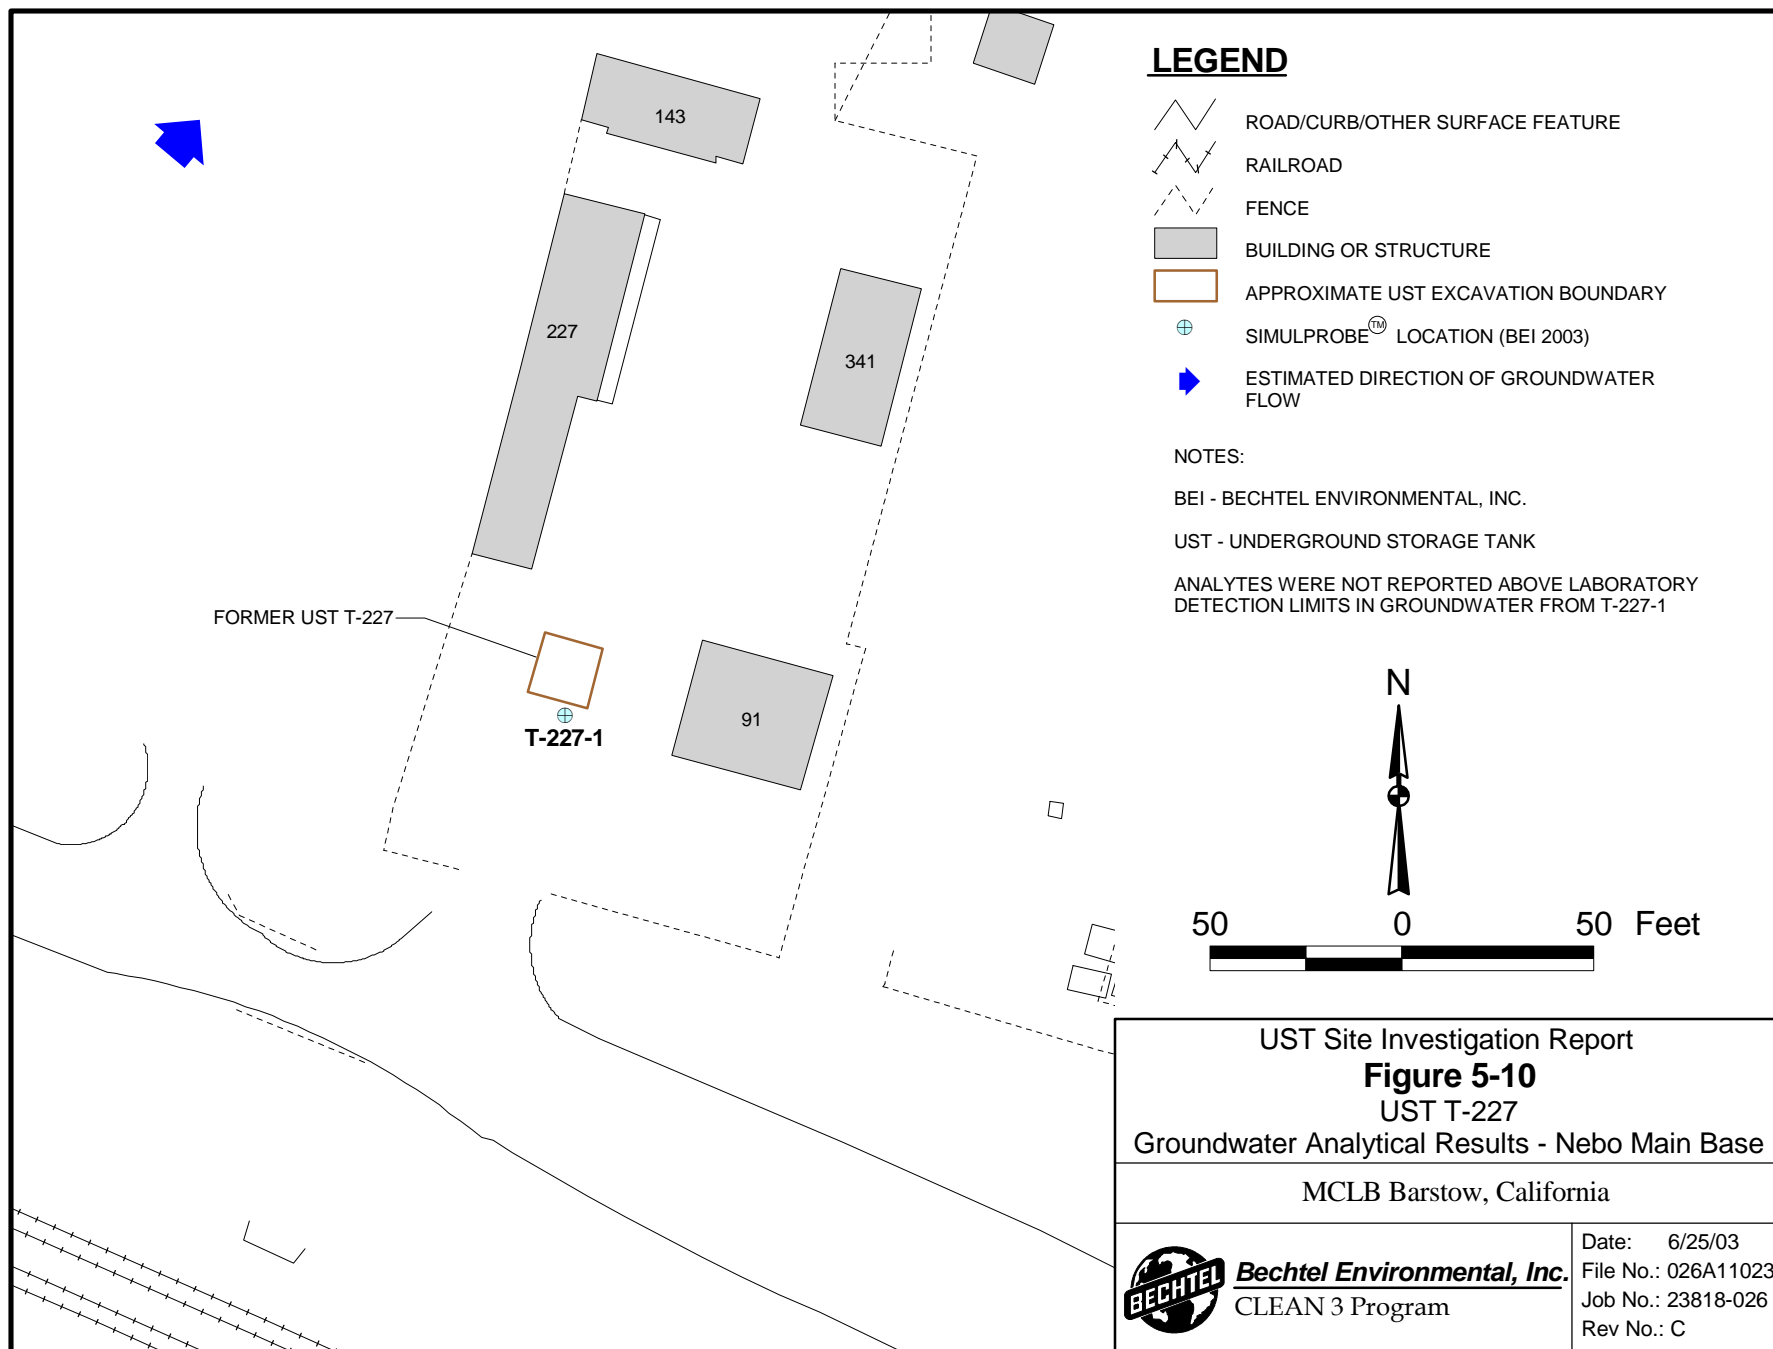 LEGEND
ROAD/CURB/OTHER SURFACE FEATURE
RAILROAD
FENCE
BUILDING OR STRUCTURE
APPROXIMATE UST EXCAVATION BOUNDARY
SIMULPROBE™ LOCATION (BEI 2003)
ESTIMATED DIRECTION OF GROUNDWATER
FLOW
NOTES:
BEI - BECHTEL ENVIRONMENTAL, INC.
UST - UNDERGROUND STORAGE TANK
ANALYTES WERE NOT REPORTED ABOVE LABORATORY
DETECTION LIMITS IN GROUNDWATER FROM T-227-1
143
227
341
FORMER UST T-227
91
T-227-1
N
50 0 50 Feet
UST Site Investigation Report
Figure 5-10
UST T-227
Groundwater Analytical Results - Nebo Main Base
MCLB Barstow, California
BECHTEL
Bechtel Environmental, Inc.
CLEAN 3 Program
Date: 6/25/03
File No.: 026A11023
Job No.: 23818-026
Rev No.: C